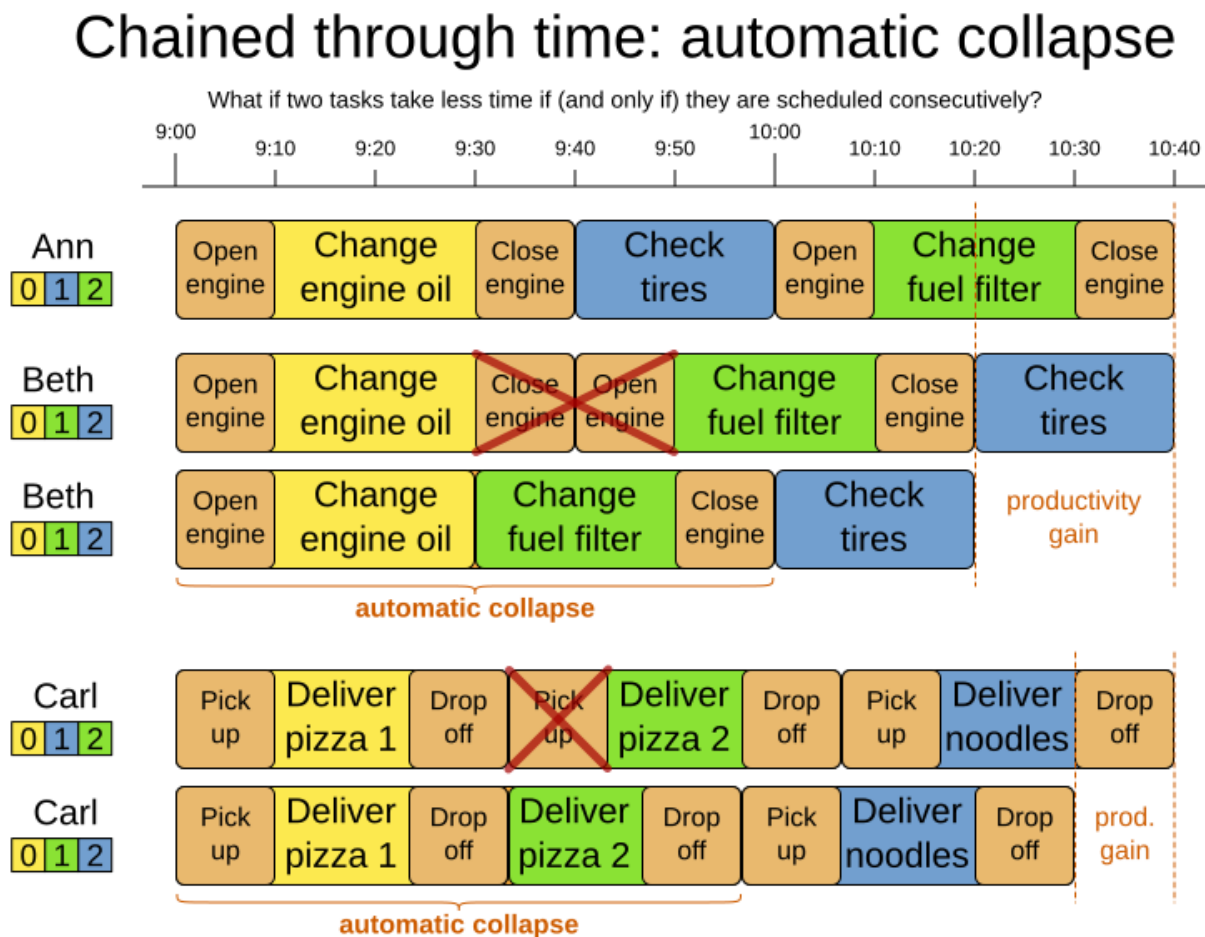 Chained through time: automatic collapse
What if two tasks take less time if (and only if) they are scheduled consecutively?
9:00 10:00
9:10 9:20 9:30 9:40 9:50 10:10 10:20 10:30 10:40
Ann
0 1 2
Open
engine
Change
engine oil
Close
engine
Check
tires
Open
engine
Change
fuel filter
Close
engine
Beth
0 1 2
Open
engine
Change
engine oil
Close
engine
Open
engine
Change
fuel filter
Close
engine
Check
tires
Beth
0 1 2
Open
engine
Change
engine oil
Change
fuel filter
Close
engine
Check
tires
productivity
gain
automatic collapse
Carl
0 1 2
Pick
up
Deliver
pizza 1
Drop
off
Pick
up
Deliver
pizza 2
Drop
off
Pick
up
Deliver
noodles
Drop
off
Carl
0 1 2
Pick
up
Deliver
pizza 1
Drop
off
Deliver
pizza 2
Drop
off
Pick
up
Deliver
noodles
Drop
off
prod.
gain
automatic collapse